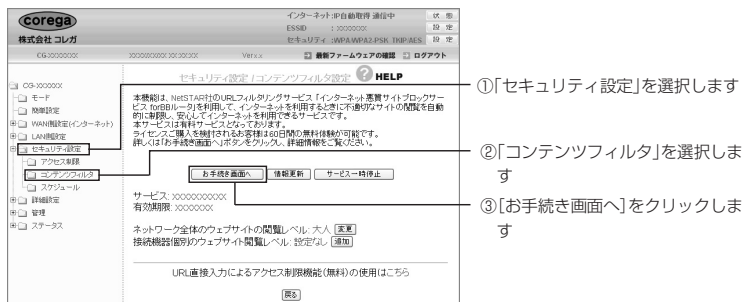 corega
株式会社 コレガ
インターネット:IP自動取得 通信中
状態
ESSID : xxxxxxxx
設定
セキュリティ :WPA/WPA2-PSK TKIP/AES
設定
CG-XXXXXXX
xx:xx:xx:xx:xx:xx
Ver.x.x
最新ファームウェアの確認
ログアウト
セキュリティ設定 /コンテンツフィルタ設定
HELP
CG-XXXXXX
モード
簡単設定
WAN側設定(インターネット)
LAN側設定
セキュリティ設定
アクセス制限
コンテンツフィルタ
スケジュール
詳細設定
管理
ステータス
本機能は、NetSTAR社のURLフィルタリングサービス「インターネット悪質サイトブロックサー
ビス forBBルータ」を利用して、インターネットを利用するときに不適切なサイトの閲覧を自動
的に制限し、安心してインターネットを利用できるサービスです。
本サービスは有料サービスとなっております。
ライセンスご購入を検討されるお客様は60日間の無料体験が可能です。
詳しくは「お手続き画面へ」ボタンをクリックし、詳細情報をご覧ください。
お手続き画面へ
情報更新
サービス一時停止
サービス: xxxxxxxxxx
有効期限: xxxxxxx
ネットワーク全体のウェブサイトの閲覧レベル: 大人 変更
接続機器個別のウェブサイト閲覧レベル: 設定なし 追加
URL直接入力によるアクセス制限機能(無料)の使用はこちら
戻る
①「セキュリティ設定」を選択します
②「コンテンツフィルタ」を選択しま
す
③[お手続き画面へ]をクリックしま
す